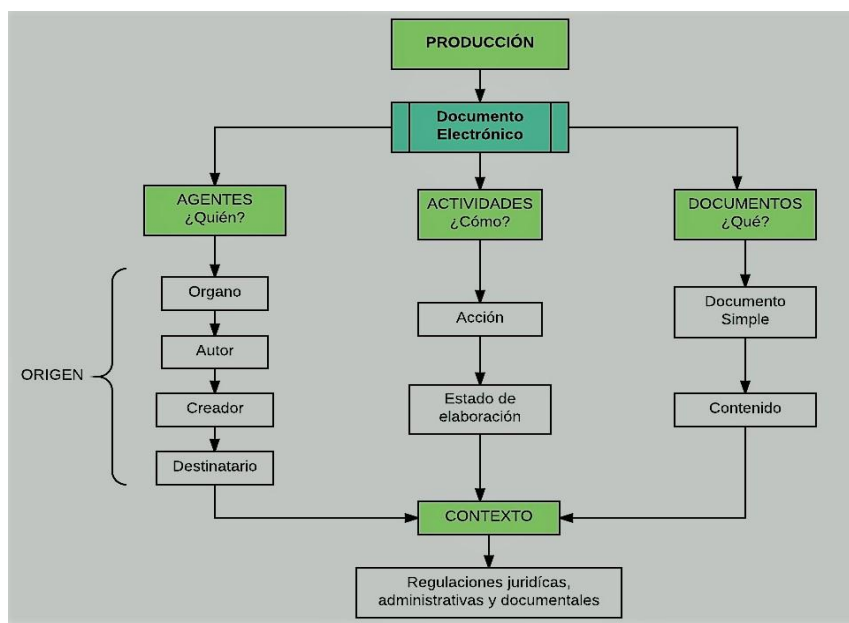 PRODUCCIÓN
Documento
Electrónico
AGENTES
¿Quién?
ACTIVIDADES
¿Cómo?
DOCUMENTOS
¿Qué?
ORIGEN
Organo
Autor
Creador
Destinatario
Acción
Estado de
elaboración
Documento
Simple
Contenido
CONTEXTO
Regulaciones juridícas,
administrativas y documentales